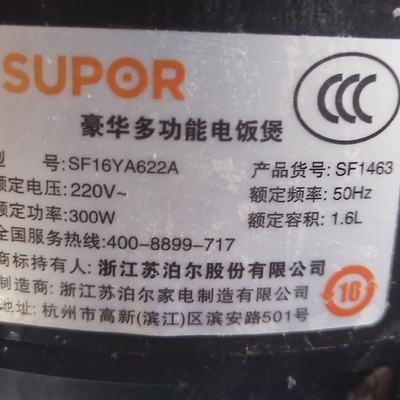 SUPOR
CCC
豪华多功能电饭煲
型 号:SF16YA622A 产品货号:SF1463
额定电压:220V~ 额定频率:50Hz
额定功率:300W 额定容积:1.6L
全国服务热线:400-8899-717
商标持有人:浙江苏泊尔股份有限公司
制造商:浙江苏泊尔家电制造有限公司
地址:杭州市高新(滨江)区滨安路501号
10